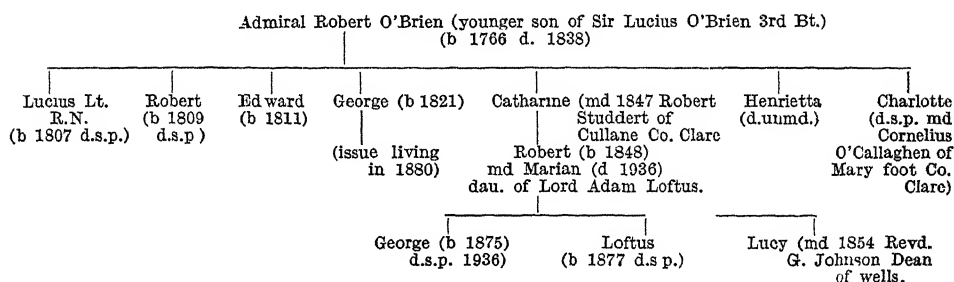 Admiral Robert O'Brien (younger son of Sir Lucius O'Brien 3rd Bt.)
(b 1766 d. 1838)
Lucius Lt.
R.N.
(b 1807 d.s.p.)
Robert
(b 1809
d.s.p)
Edward
(b 1811)
George (b 1821)
(issue living
in 1880)
Catharine (md 1847 Robert
Studdert of
Cullane Co. Clare
Robert (b 1848)
md Marian (d 1936)
dau. of Lord Adam Loftus.
Henrietta
(d.unmd.)
Charlotte
(d.s.p. md
Cornelius
O'Callaghen of
Mary foot Co.
Clare)
George (b 1875)
d.s.p. 1936)
Loftus
(b 1877 d.s p.)
Lucy (md 1854 Revd.
G. Johnson Dean
of wells.